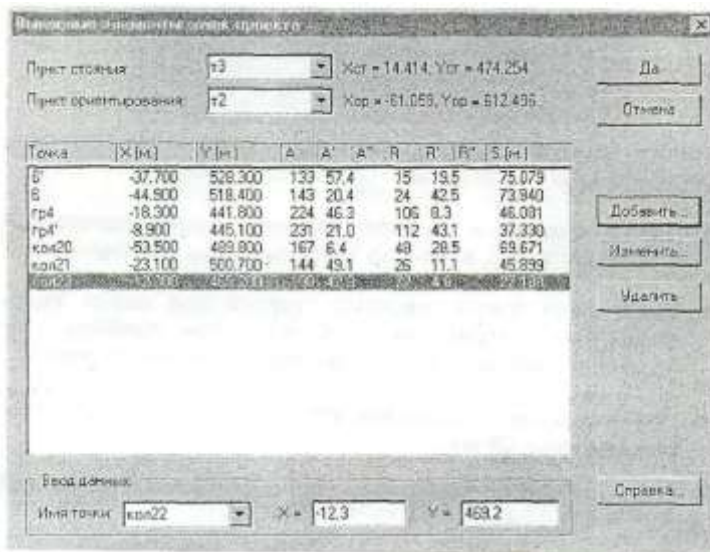 Выносные элементы точек проекта
Пункт стояния: т3 Xст = 14.414, Yст = 474.254
Да
Пункт ориентирования: т2 Xор = -61.059, Yор = 612.496
Отмена
Точка X [м.] Y [м.] A A' A" R R' R" S [м.]
6' -37.700 528.300 133 57.4 15 19.5 75.079
6 -44.900 518.400 143 20.4 24 42.5 73.940
гр4 -18.300 441.800 224 46.3 106 8.3 46.081
гр4' -8.900 445.100 231 21.0 112 43.1 37.330
кол20 -53.500 489.800 167 6.4 48 28.5 69.671
кол21 -23.100 500.700 144 49.1 26 11.1 45.899
Добавить...
Изменить...
Удалить
Ввод данных
Имя точки: кол22 X = -12.3 Y = 469.2
Справка...